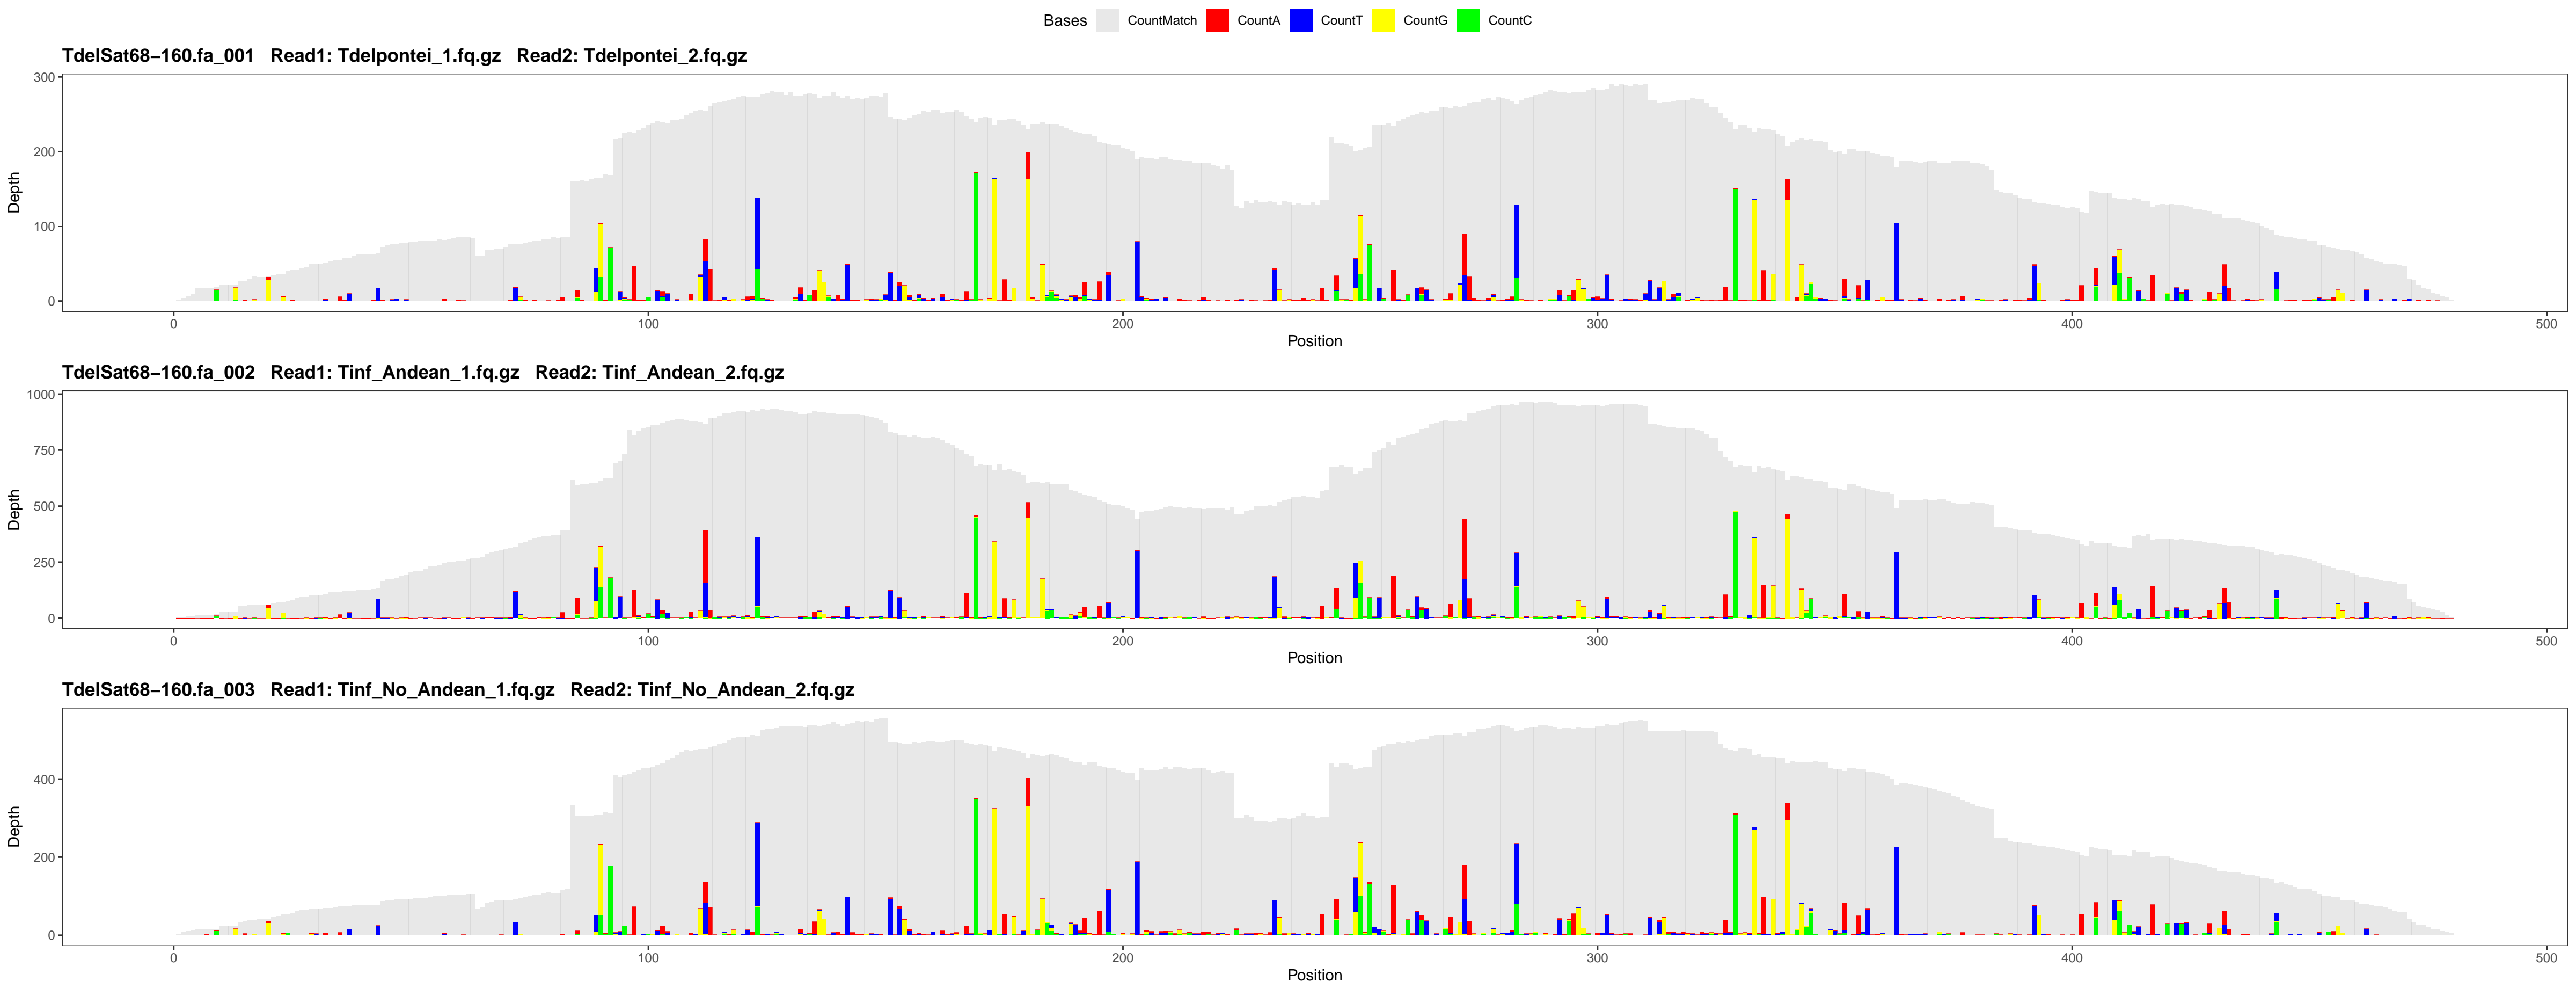 Bases CountMatch CountA CountT CountG CountC
TdelSat68−160.fa_001 Read1: Tdelpontei_1.fq.gz Read2: Tdelpontei_2.fq.gz
300
200
100
0
Depth
0 100 200 300 400 500
Position
TdelSat68−160.fa_002 Read1: Tinf_Andean_1.fq.gz Read2: Tinf_Andean_2.fq.gz
1000
750
500
250
0
Depth
0 100 200 300 400 500
Position
TdelSat68−160.fa_003 Read1: Tinf_No_Andean_1.fq.gz Read2: Tinf_No_Andean_2.fq.gz
400
200
0
Depth
0 100 200 300 400 500
Position